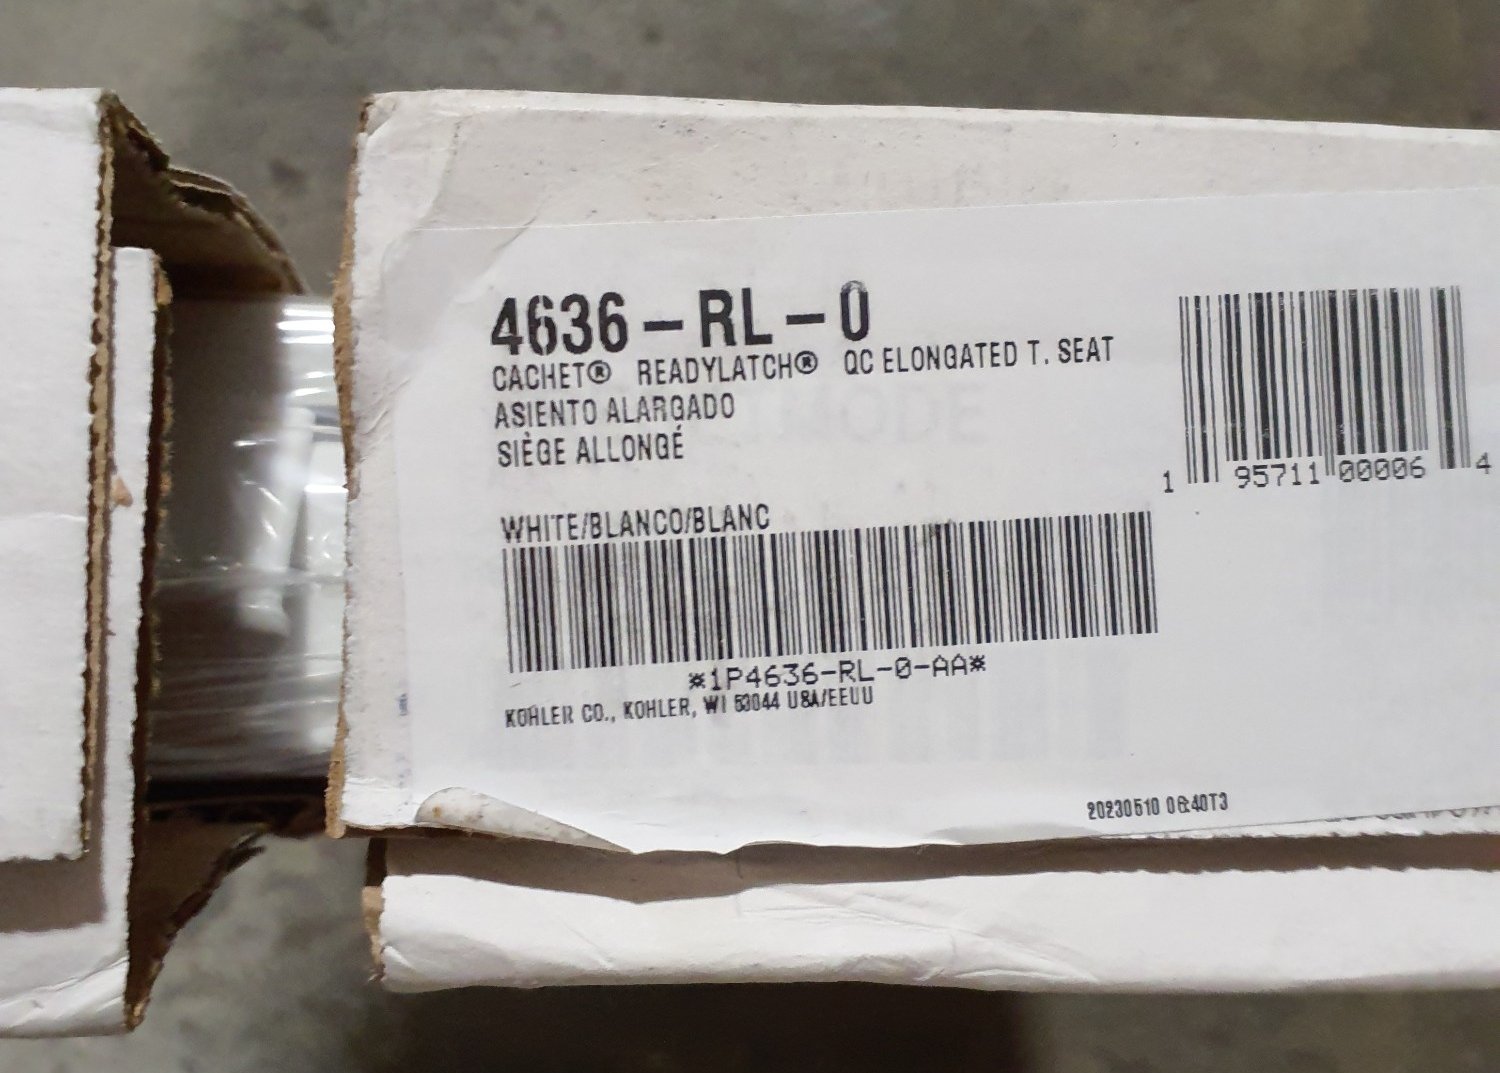 4636-RL-0
CACHET® READYLATCH® QC ELONGATED T. SEAT
ASIENTO ALARGADO
SIÈGE ALLONGÉ
WHITE/BLANCO/BLANC
*1P4636-RL-0-AA*
KOHLER CO., KOHLER, WI 53044 USA/EEUU
1 95711 00006 4
20230510 06:40T3